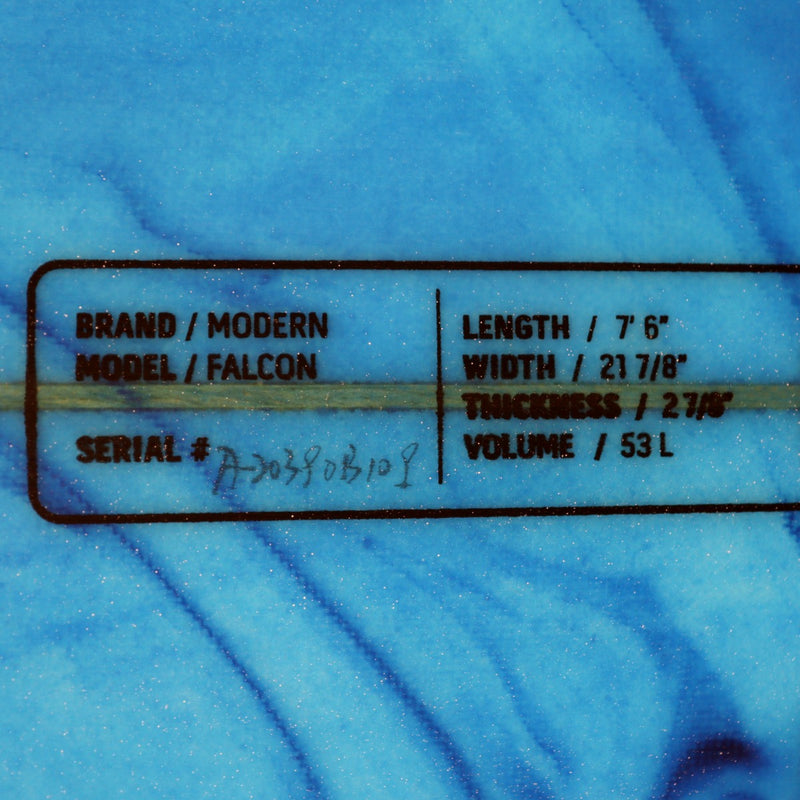 BRAND / MODERN
MODEL / FALCON
SERIAL #
LENGTH / 7' 6"
WIDTH / 21 7/8"
THICKNESS / 2 7/8"
VOLUME / 53 L